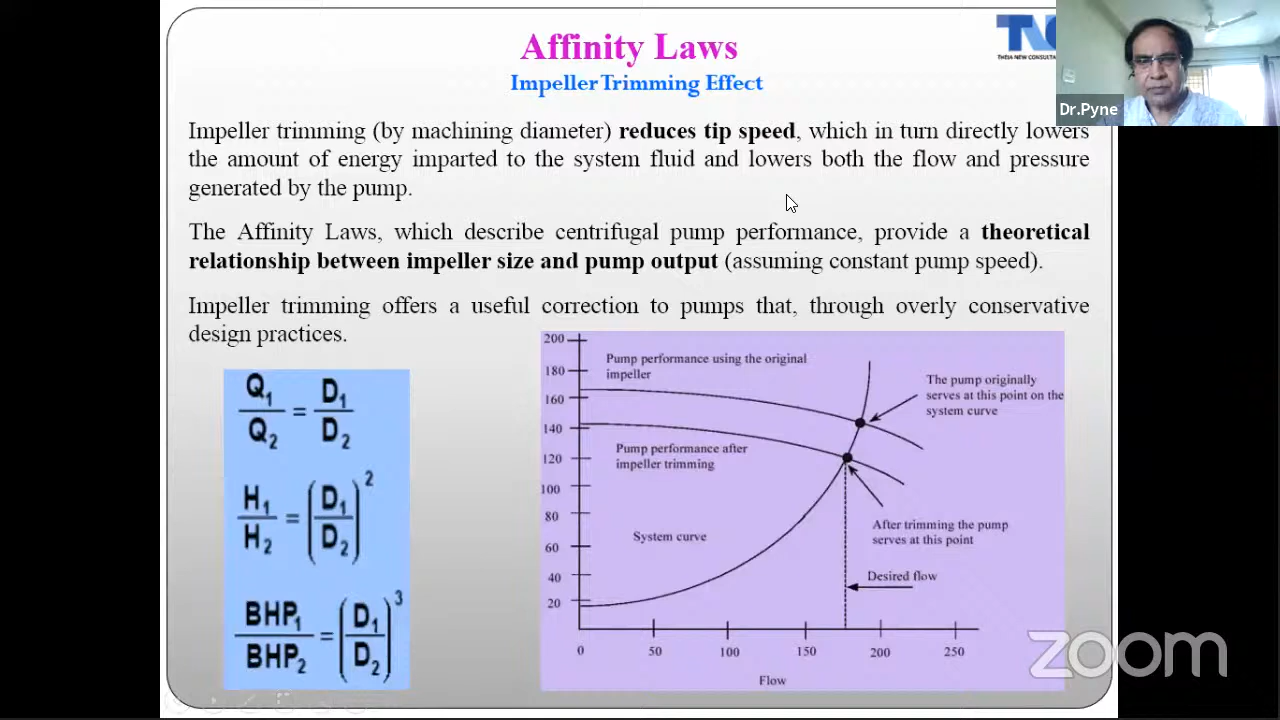 Affinity Laws
Impeller Trimming Effect
THEIA NEW CONSULTA
Dr.Pyne
Impeller trimming (by machining diameter) reduces tip speed, which in turn directly lowers
the amount of energy imparted to the system fluid and lowers both the flow and pressure
generated by the pump.
The Affinity Laws, which describe centrifugal pump performance, provide a theoretical
relationship between impeller size and pump output (assuming constant pump speed).
Impeller trimming offers a useful correction to pumps that, through overly conservative
design practices.
Q₁/Q₂ = D₁/D₂
H₁/H₂ = (D₁/D₂)²
BHP₁/BHP₂ = (D₁/D₂)³
200
180
160
140
120
100
80
60
40
20
Pump performance using the original
impeller
The pump originally
serves at this point on the
system curve
Pump performance after
impeller trimming
System curve
After trimming the pump
serves at this point
Desired flow
0 50 100 150 200 250
Flow
zoom